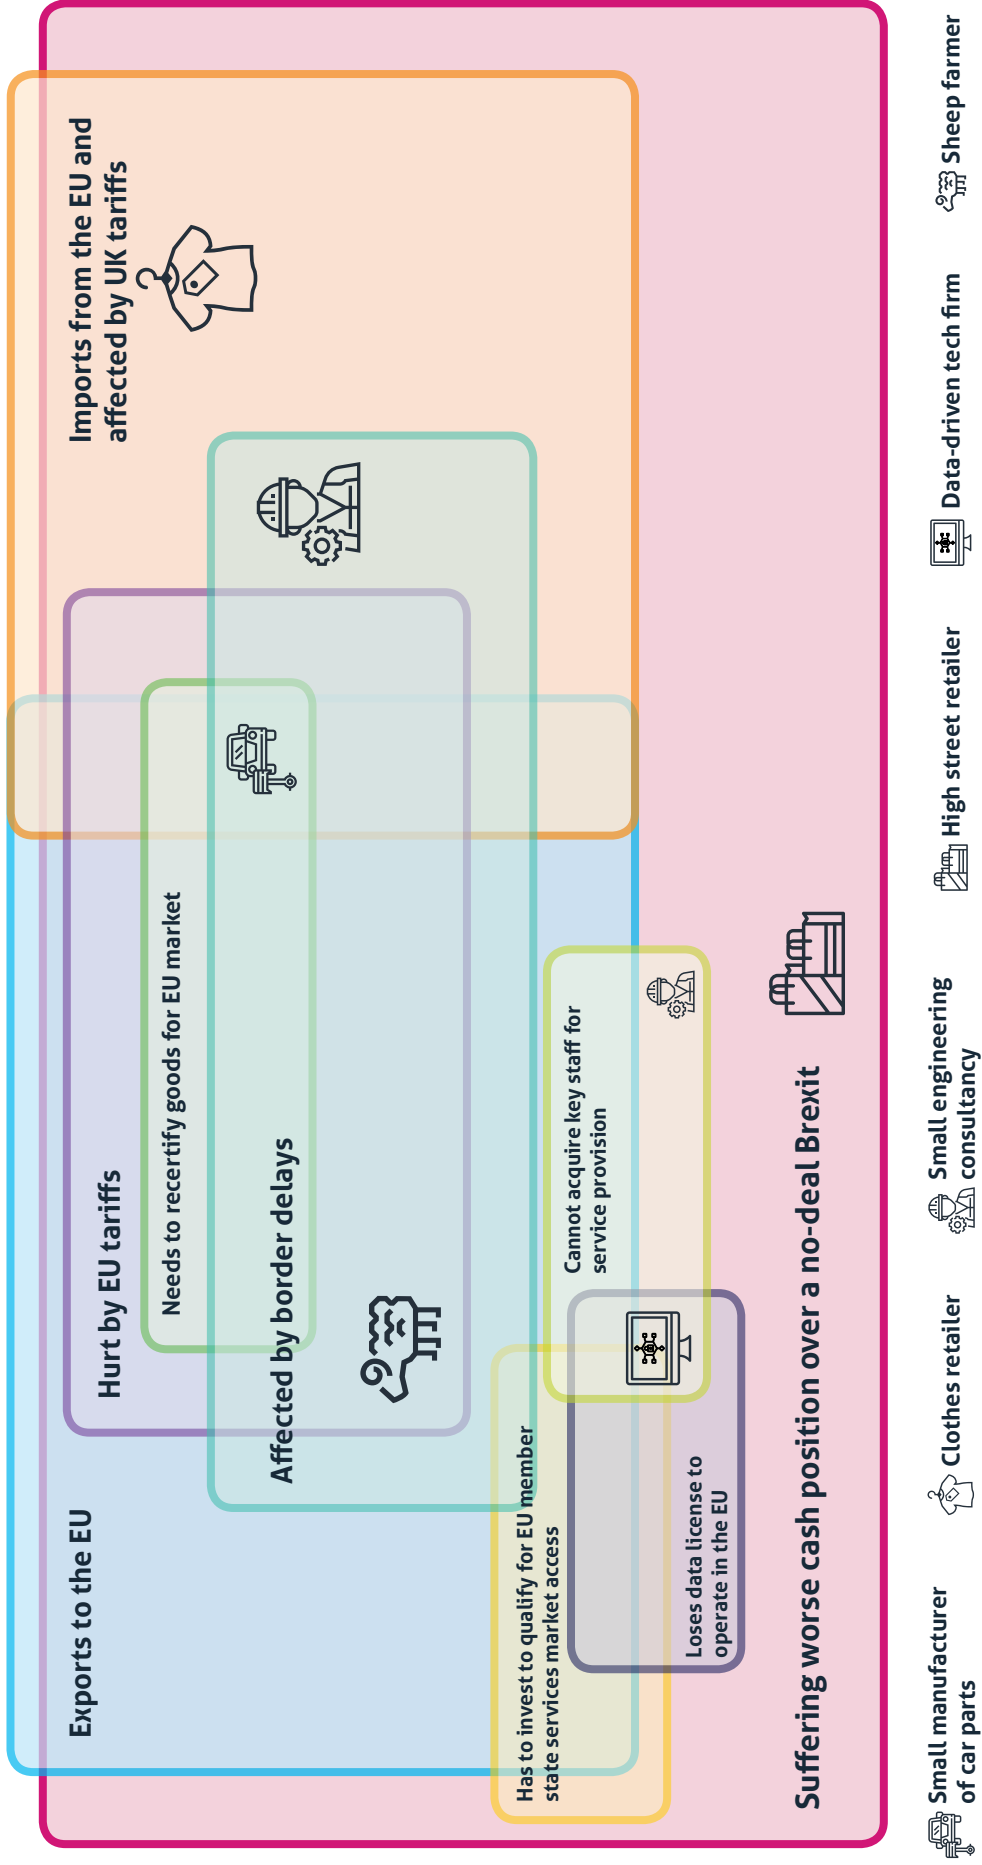 Exports to the EU
Imports from the EU and
affected by UK tariffs
Hurt by EU tariffs
Needs to recertify goods for EU market
Affected by border delays
Has to invest to qualify for EU member
state services market access
Cannot acquire key staff for
service provision
Loses data license to
operate in the EU
Suffering worse cash position over a no-deal Brexit
Small manufacturer
of car parts
Clothes retailer
Small engineering
consultancy
High street retailer
Data-driven tech firm
Sheep farmer